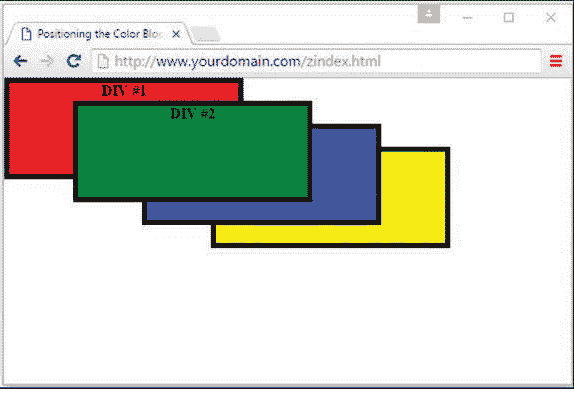 Positioning the Color Bloc
http://www.yourdomain.com/zindex.html
DIV #1
DIV #2